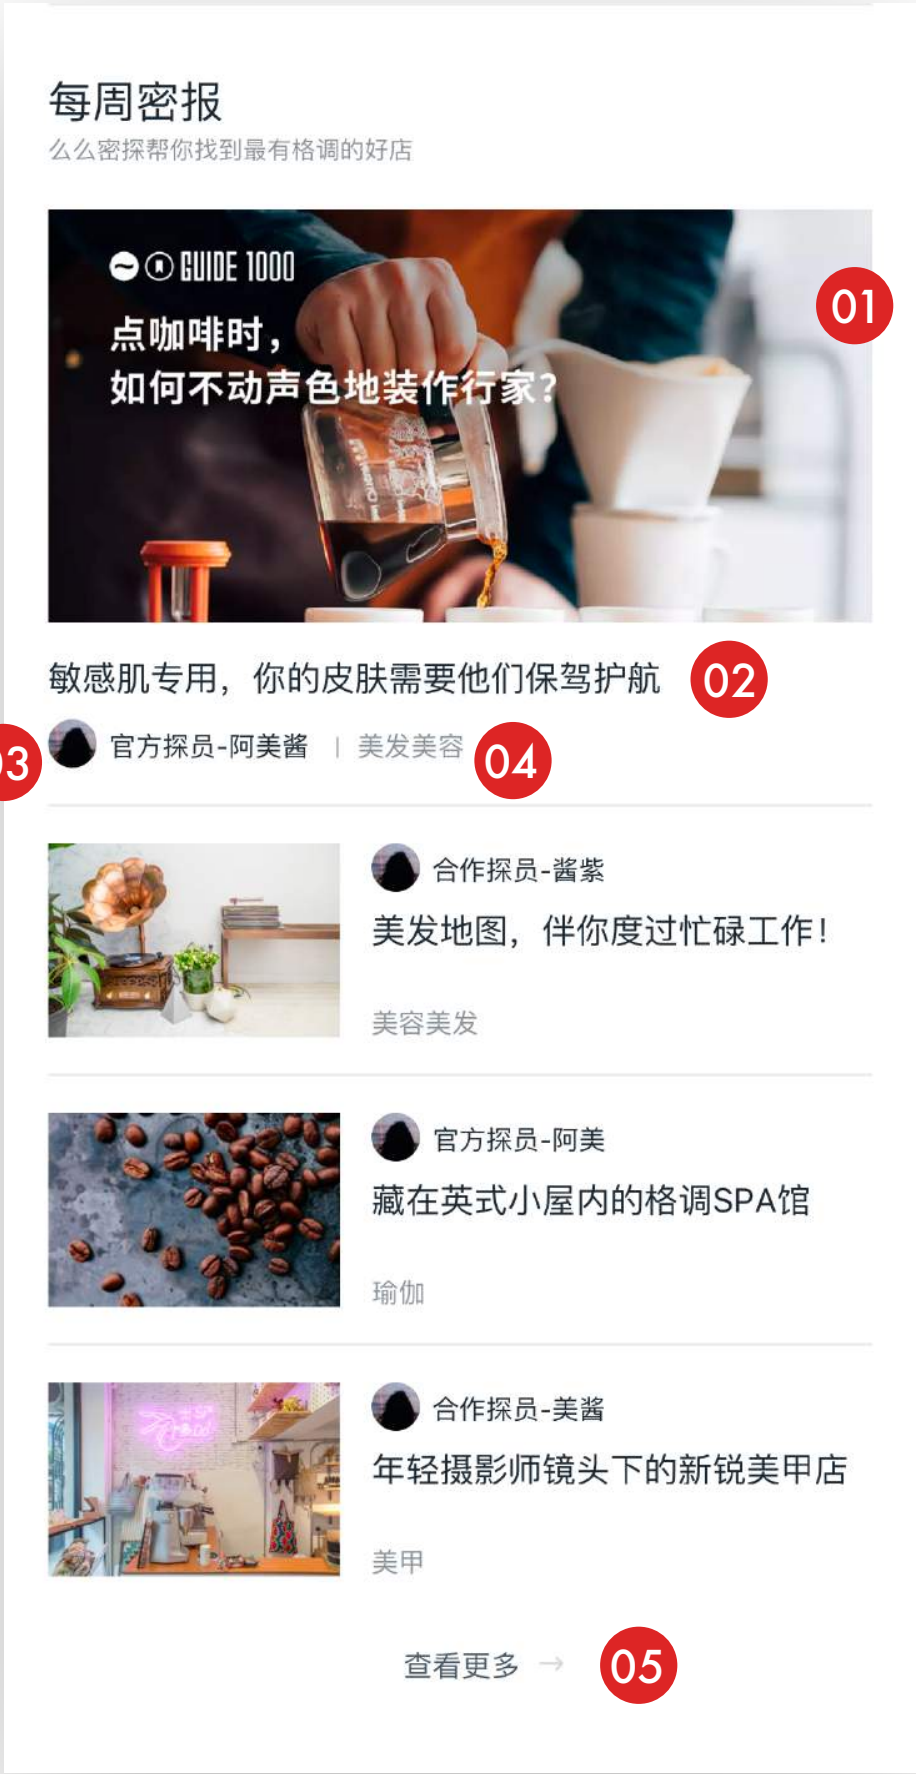 每周密报
么么密探帮你找到最有格调的好店
GUIDE 1000
点咖啡时，
如何不动声色地装作行家？
01
敏感肌专用，你的皮肤需要他们保驾护航
02
03
官方探员-阿美酱 | 美发美容
04
合作探员-酱紫
美发地图，伴你度过忙碌工作！
美容美发
官方探员-阿美
藏在英式小屋内的格调SPA馆
瑜伽
合作探员-美酱
年轻摄影师镜头下的新锐美甲店
美甲
查看更多 →
05